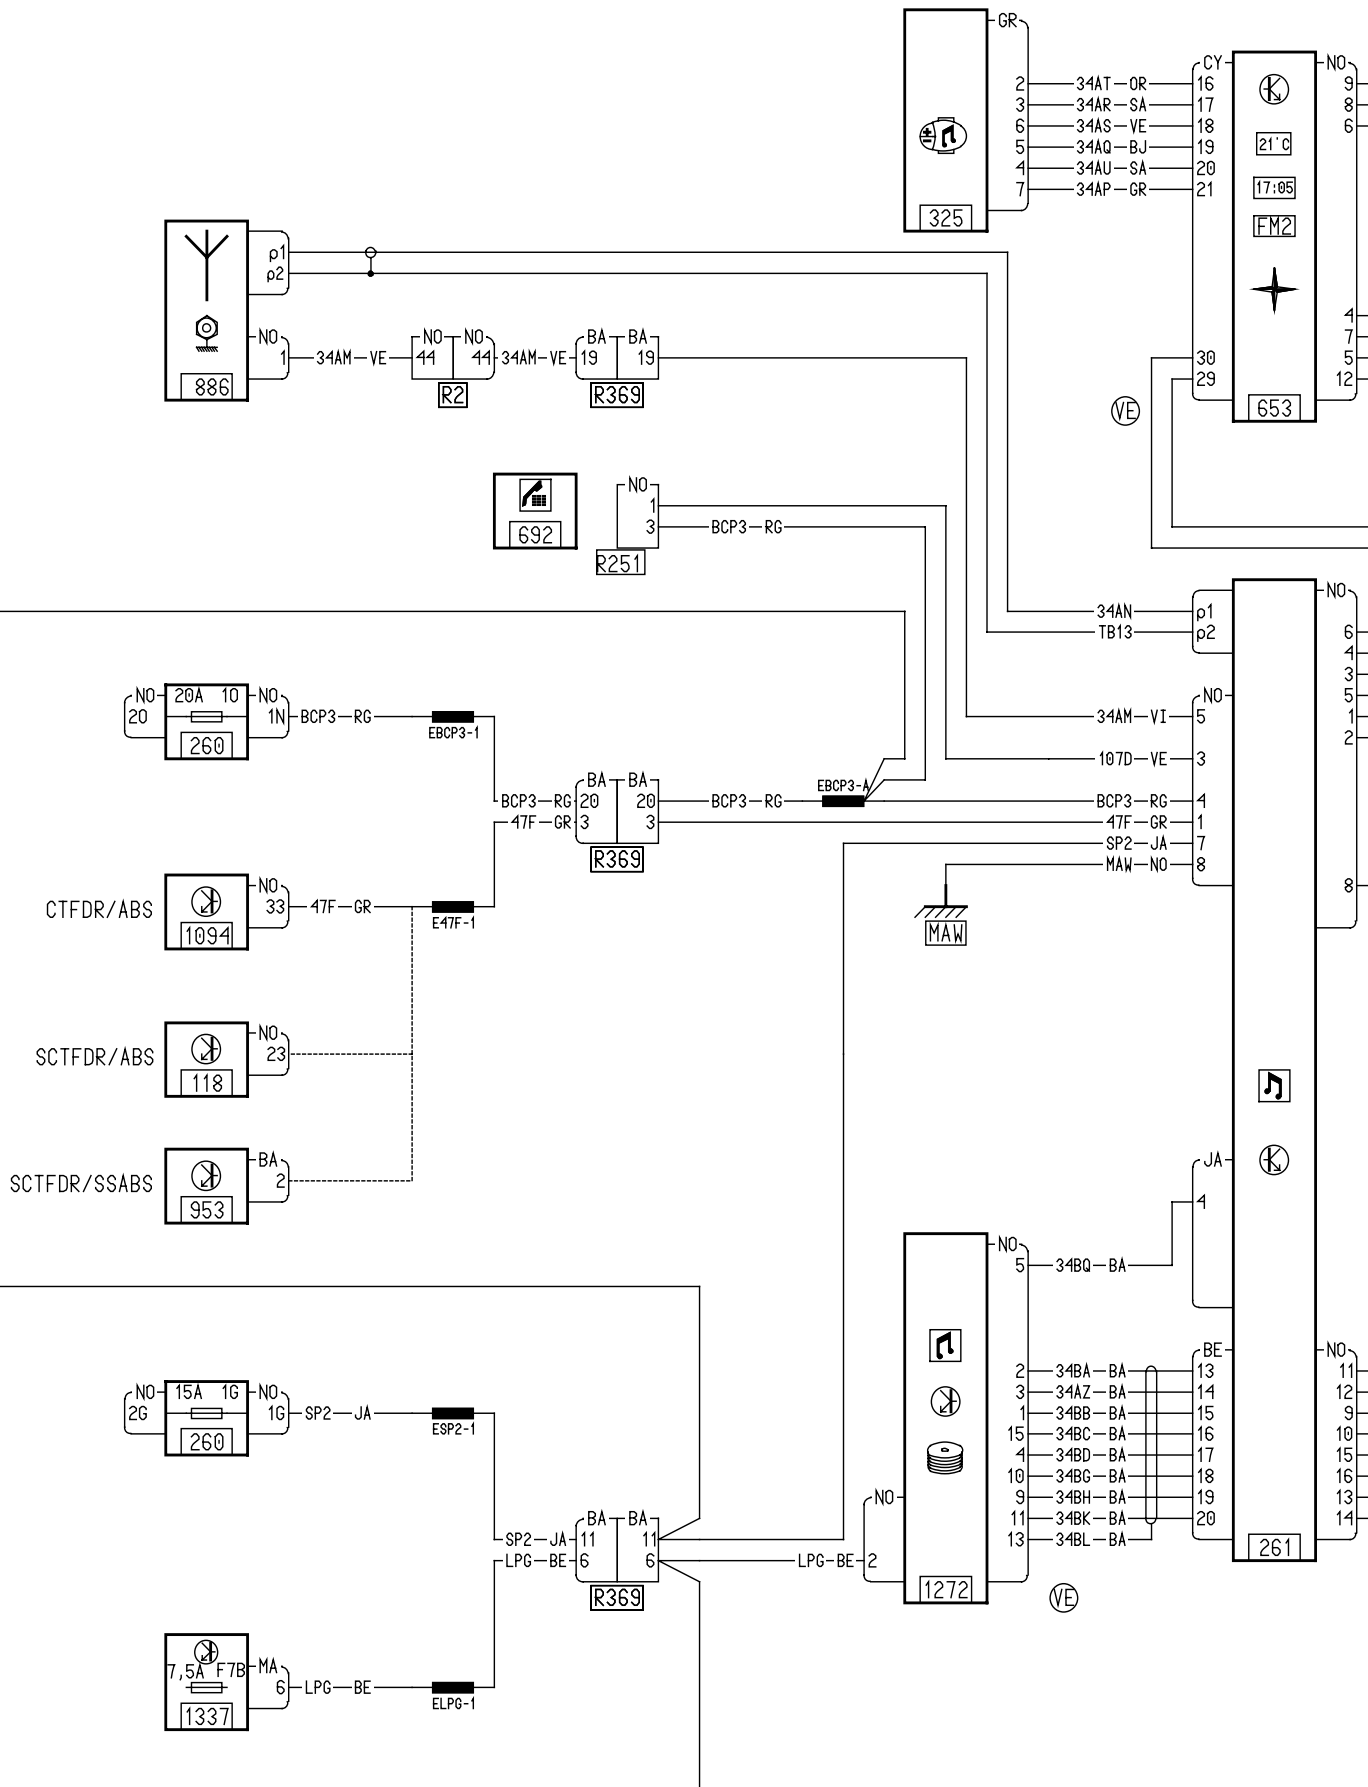 GR
2 34AT OR 16
3 34AR SA 17
6 34AS VE 18
5 34AQ BJ 19
4 34AU SA 20
7 34AP GR 21
325
CY NO
9
8
6
21°C
17:05
FM2
4
7
30 5
29 12
653
VE
p1
p2
NO
1 34AM VE
886
NO NO
44 44
R2
34AM VE
BA BA
19 19
R369
692
NO
1
3 BCP3 RG
R251
34AN p1
TB13 p2
NO
6
4
3
5
1
2
8
NO
34AM VI 5
107D VE 3
BCP3 RG 4
47F GR 1
SP2 JA 7
MAW NO 8
MAW
NO 20A 10 NO
20 1N BCP3 RG
260
EBCP3-1
BA BA
BCP3 RG 20 20 BCP3 RG
47F GR 3 3
R369
EBCP3-A
CTFDR/ABS
NO
33 47F GR
1094
E47F-1
SCTFDR/ABS
NO
23
118
SCTFDR/SSABS
BA
2
953
JA
4
NO
5 34BQ BA
BE NO
2 34BA BA 13 11
3 34AZ BA 14 12
1 34BB BA 15 9
15 34BC BA 16 10
4 34BD BA 17 15
10 34BG BA 18 16
9 34BH BA 19 13
11 34BK BA 20 14
13 34BL BA
261
NO
LPG BE 2
1272
VE
NO 15A 1G NO
2G 1G SP2 JA
260
ESP2-1
BA BA
SP2 JA 11 11
LPG BE 6 6
R369
7,5A F7B MA
6 LPG BE
1337
ELPG-1